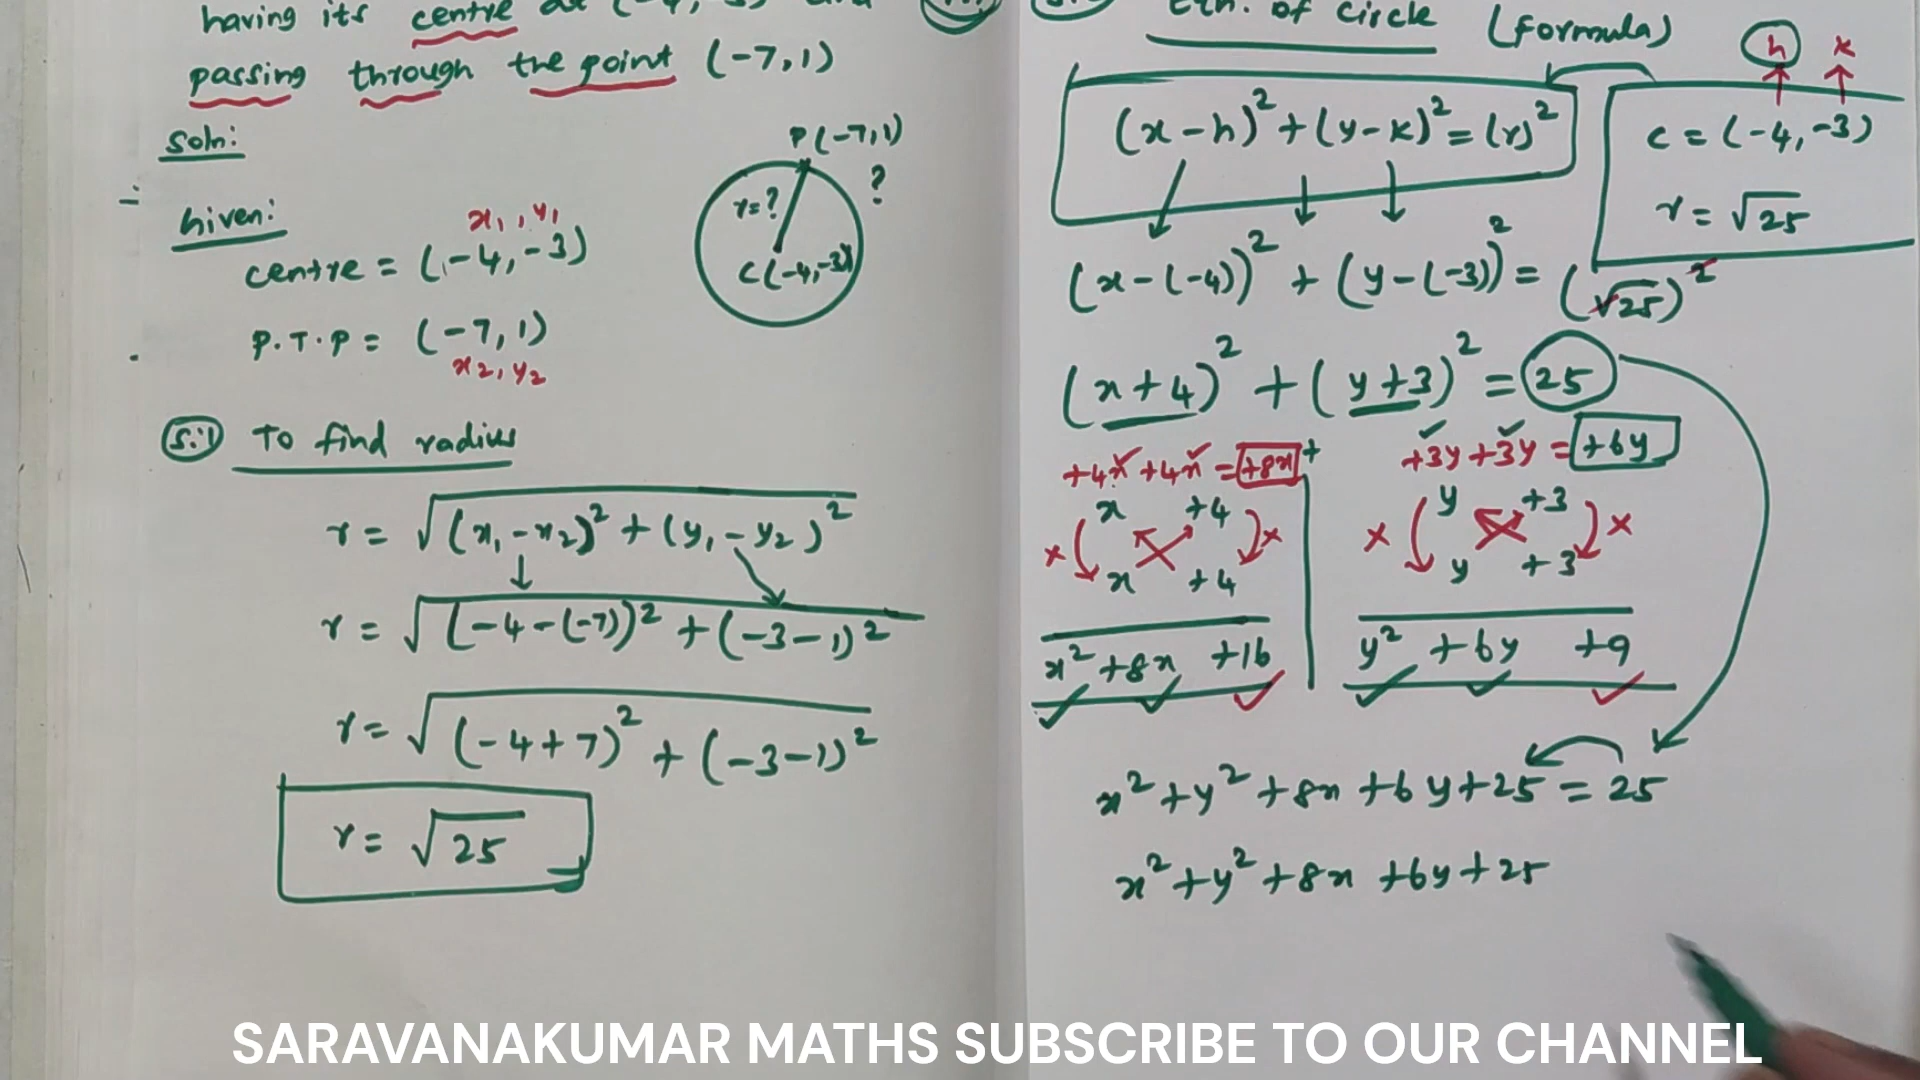 having its centre at (-4, -3) and
passing through the point (-7,1)
Soln:
Given:
x1, y1
centre = (-4, -3)
P.T.P = (-7, 1)
x2, y2
P(-7,1)
?
r=?
C(-4,-3)
S:1 To find radius
r = √(x1 - x2)² + (y1 - y2)²
r = √(-4-(-7))² + (-3-1)²
r = √(-4+7)² + (-3-1)²
r = √25
Eqn. of circle (formula)
h k
(x-h)² + (y-k)² = (r)²
C = (-4, -3)
r = √25
(x-(-4))² + (y-(-3))² = (√25)²
(x+4)² + (y+3)² = 25
+4x +4x = +8x +
+3y +3y = +6y
x +4
× ×
x +4
x² +8x +16
y +3
× ×
y +3
y² +6y +9
x² + y² + 8x + 6y + 25 = 25
x² + y² + 8x + 6y + 25
SARAVANAKUMAR MATHS SUBSCRIBE TO OUR CHANNEL